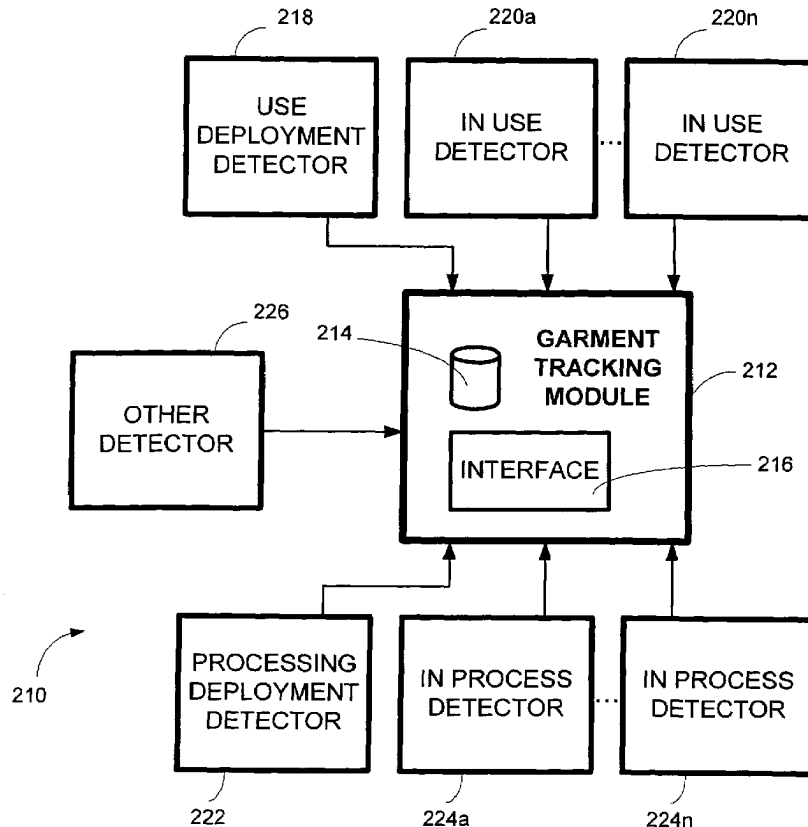 218
220a
220n
USE
DEPLOYMENT
DETECTOR
IN USE
DETECTOR
...
IN USE
DETECTOR
226
OTHER
DETECTOR
214
GARMENT
TRACKING
MODULE
212
INTERFACE
216
210
PROCESSING
DEPLOYMENT
DETECTOR
IN PROCESS
DETECTOR
...
IN PROCESS
DETECTOR
222
224a
224n